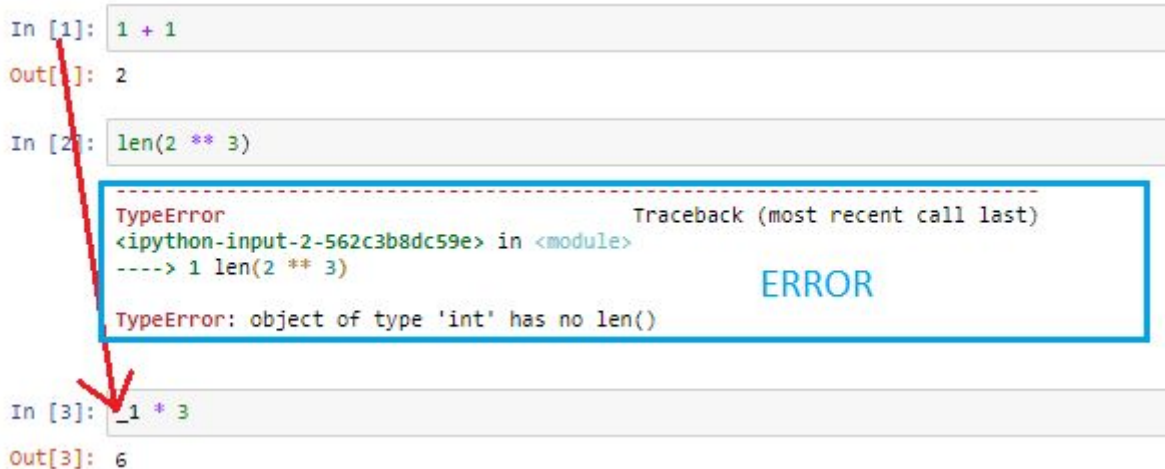 In [1]: 1 + 1
Out[1]: 2
In [2]: len(2 ** 3)
---------------------------------------------------------------------------
TypeError                                 Traceback (most recent call last)
<ipython-input-2-562c3b8dc59e> in <module>
----> 1 len(2 ** 3)
ERROR
TypeError: object of type 'int' has no len()
In [3]: _1 * 3
Out[3]: 6